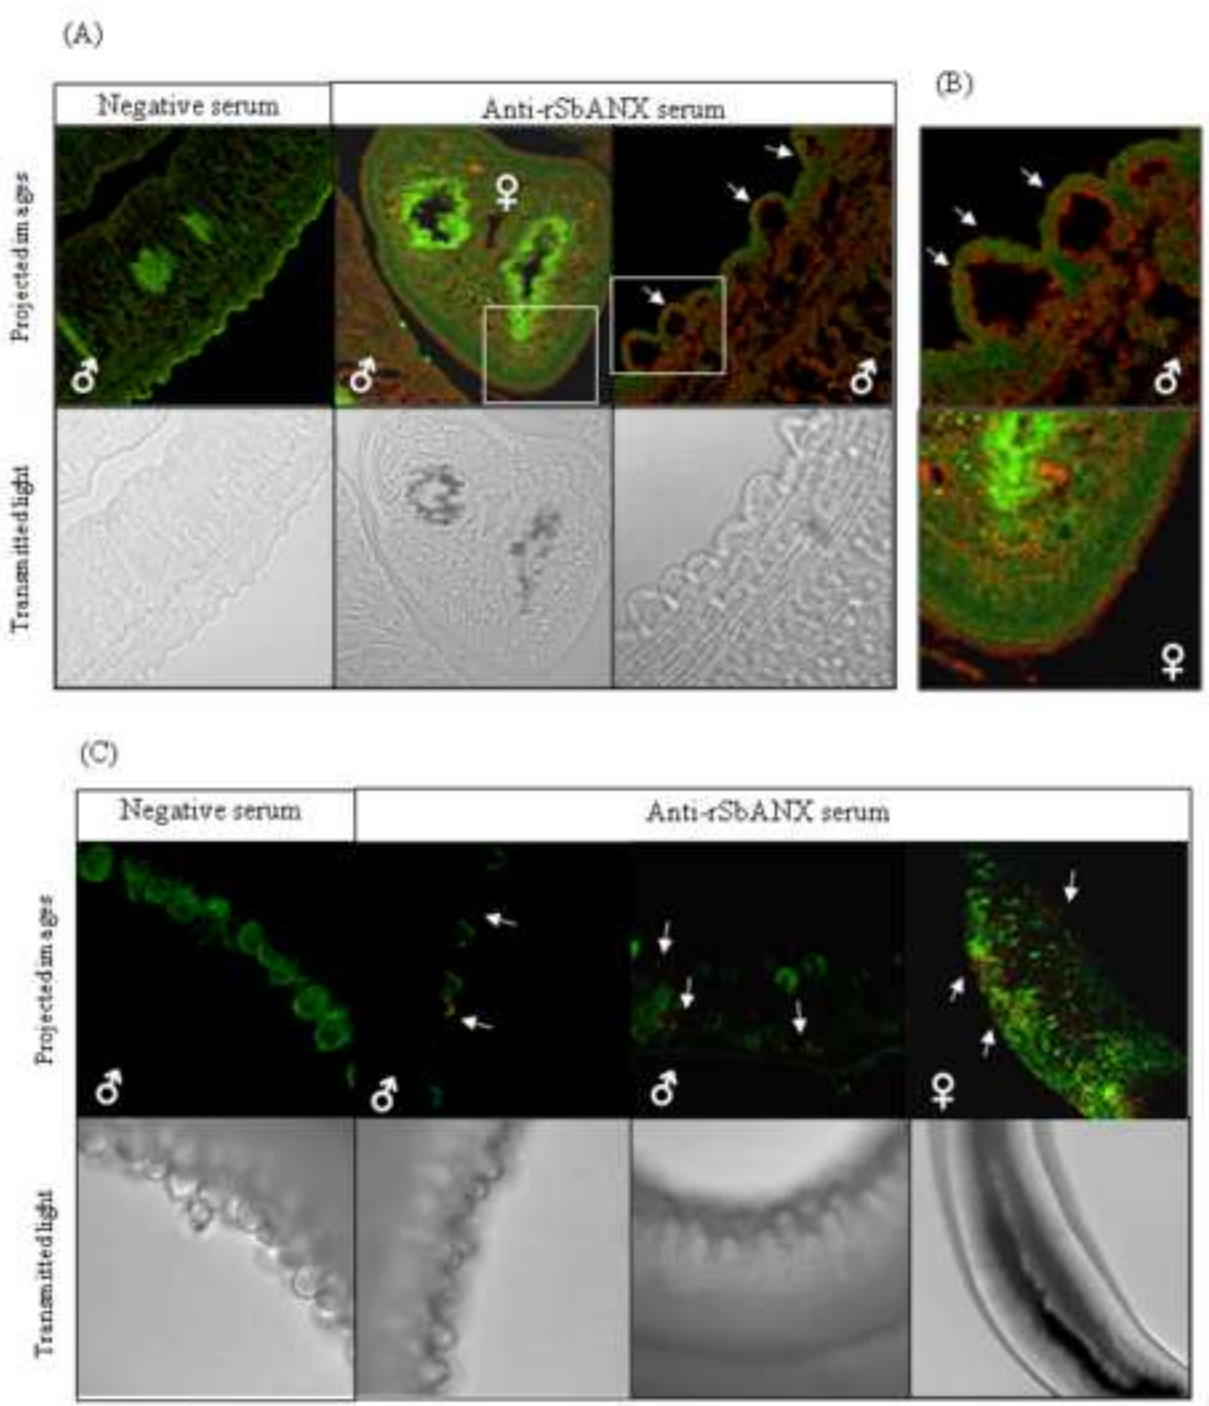 (A)
(B)
Negative serum
Anti-rSbANX serum
Projected images
♂
♀
♂
♂
♂
Transmitted light
♀
(C)
Negative serum
Anti-rSbANX serum
Projected images
♂
♂
♂
♀
Transmitted light